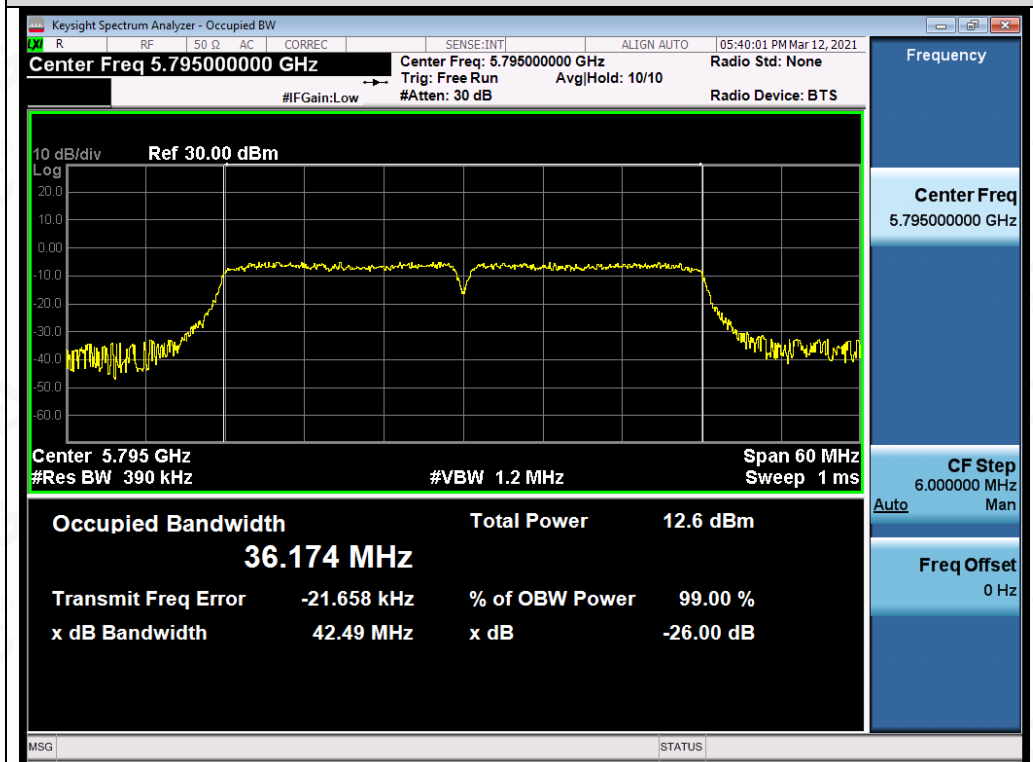 Keysight Spectrum Analyzer - Occupied BW
LXI R RF 50 Ω AC CORREC SENSE:INT ALIGN AUTO 05:40:01 PM Mar 12, 2021
Center Freq 5.795000000 GHz
Center Freq: 5.795000000 GHz Radio Std: None
Trig: Free Run Avg|Hold: 10/10
#IFGain:Low #Atten: 30 dB Radio Device: BTS
10 dB/div Ref 30.00 dBm
Log
20.0
10.0
0.00
-10.0
-20.0
-30.0
-40.0
-50.0
-60.0
Center 5.795 GHz Span 60 MHz
#Res BW 390 kHz #VBW 1.2 MHz Sweep 1 ms
Occupied Bandwidth Total Power 12.6 dBm
36.174 MHz
Transmit Freq Error -21.658 kHz % of OBW Power 99.00 %
x dB Bandwidth 42.49 MHz x dB -26.00 dB
Frequency
Center Freq
5.795000000 GHz
CF Step
6.000000 MHz
Auto Man
Freq Offset
0 Hz
MSG STATUS